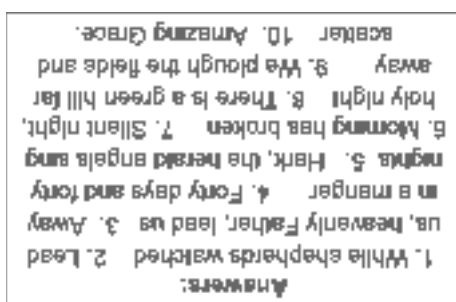 Answers:
1. While shepherds watched 2. Lead
us, heavenly Father, lead us 3. Away
in a manger 4. Forty days and forty
nights 5. Hark, the herald angels sing
6. Morning has broken 7. Silent night,
holy night 8. There is a green hill far
away 9. We plough the fields and
scatter 10. Amazing Grace.